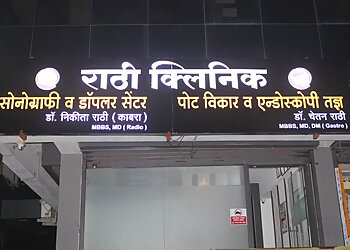 राठी क्लिनिक
सोनोग्राफी व डॉपलर सेंटर
डॉ. निकीता राठी ( काबरा )
MBBS, MD ( Radio )
पोट विकार व एन्डोस्कोपी तज्ञ
डॉ. चेतन राठी
MBBS, MD, DM ( Gastro )